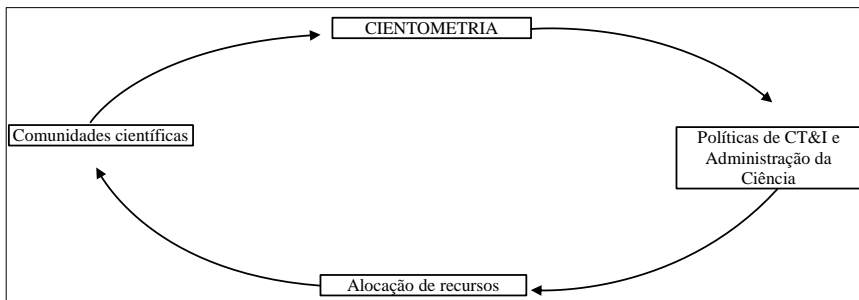 CIENTOMETRIA
Comunidades científicas
Políticas de CT&I e
Administração da
Ciência
Alocação de recursos